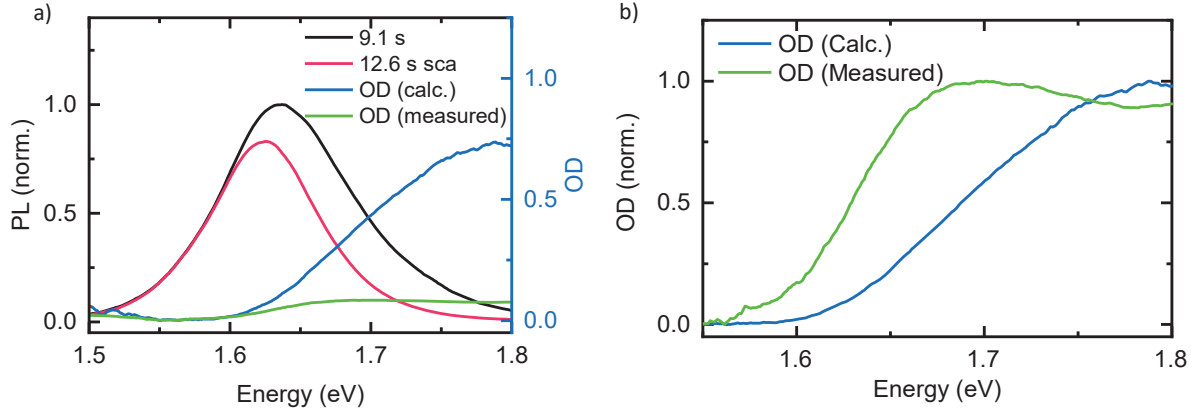 a)
9.1 s
12.6 s sca
OD (calc.)
OD (measured)
PL (norm.)
1.0
0.5
0.0
1.0
0.5
0.0
OD
1.5
1.6
1.7
1.8
Energy (eV)
b)
OD (Calc.)
OD (Measured)
OD (norm.)
1.0
0.5
0.0
1.6
1.7
1.8
Energy (eV)